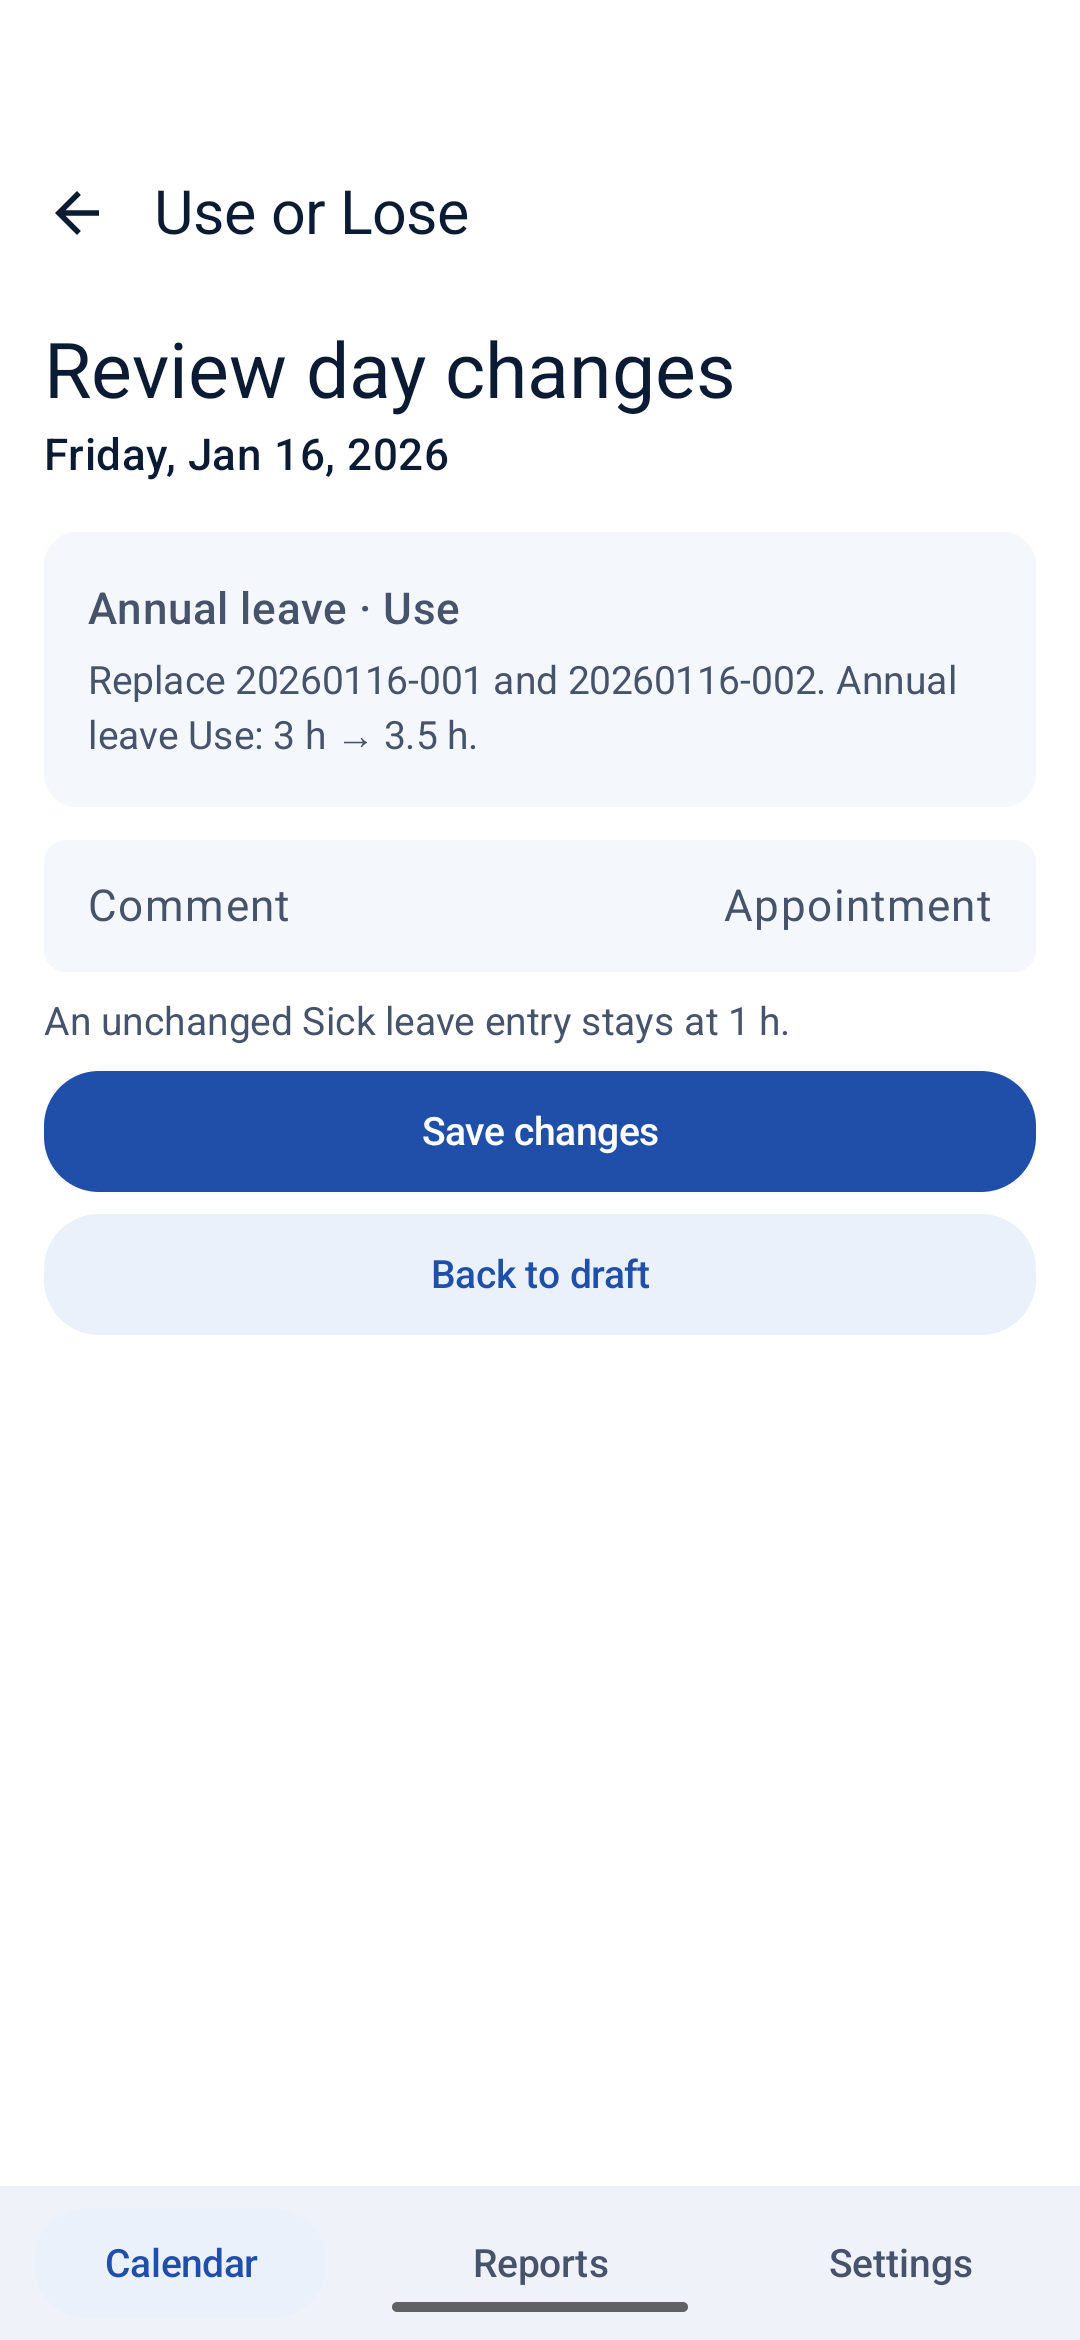 Use or Lose
Review day changes
Friday, Jan 16, 2026
Annual leave · Use
Replace 20260116-001 and 20260116-002. Annual
leave Use: 3 h → 3.5 h.
Comment Appointment
An unchanged Sick leave entry stays at 1 h.
Save changes
Back to draft
Calendar Reports Settings